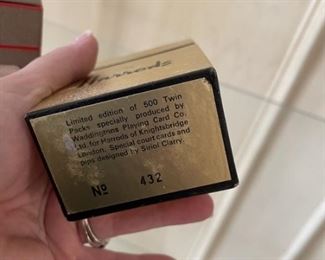 Harrods
Limited edition of 500 Twin
Packs specially produced by
Waddingtons Playing Card Co.
Ltd. for Harrods of Knightsbridge
London. Special court cards and
pips designed by Siriol Clarry.
No 432